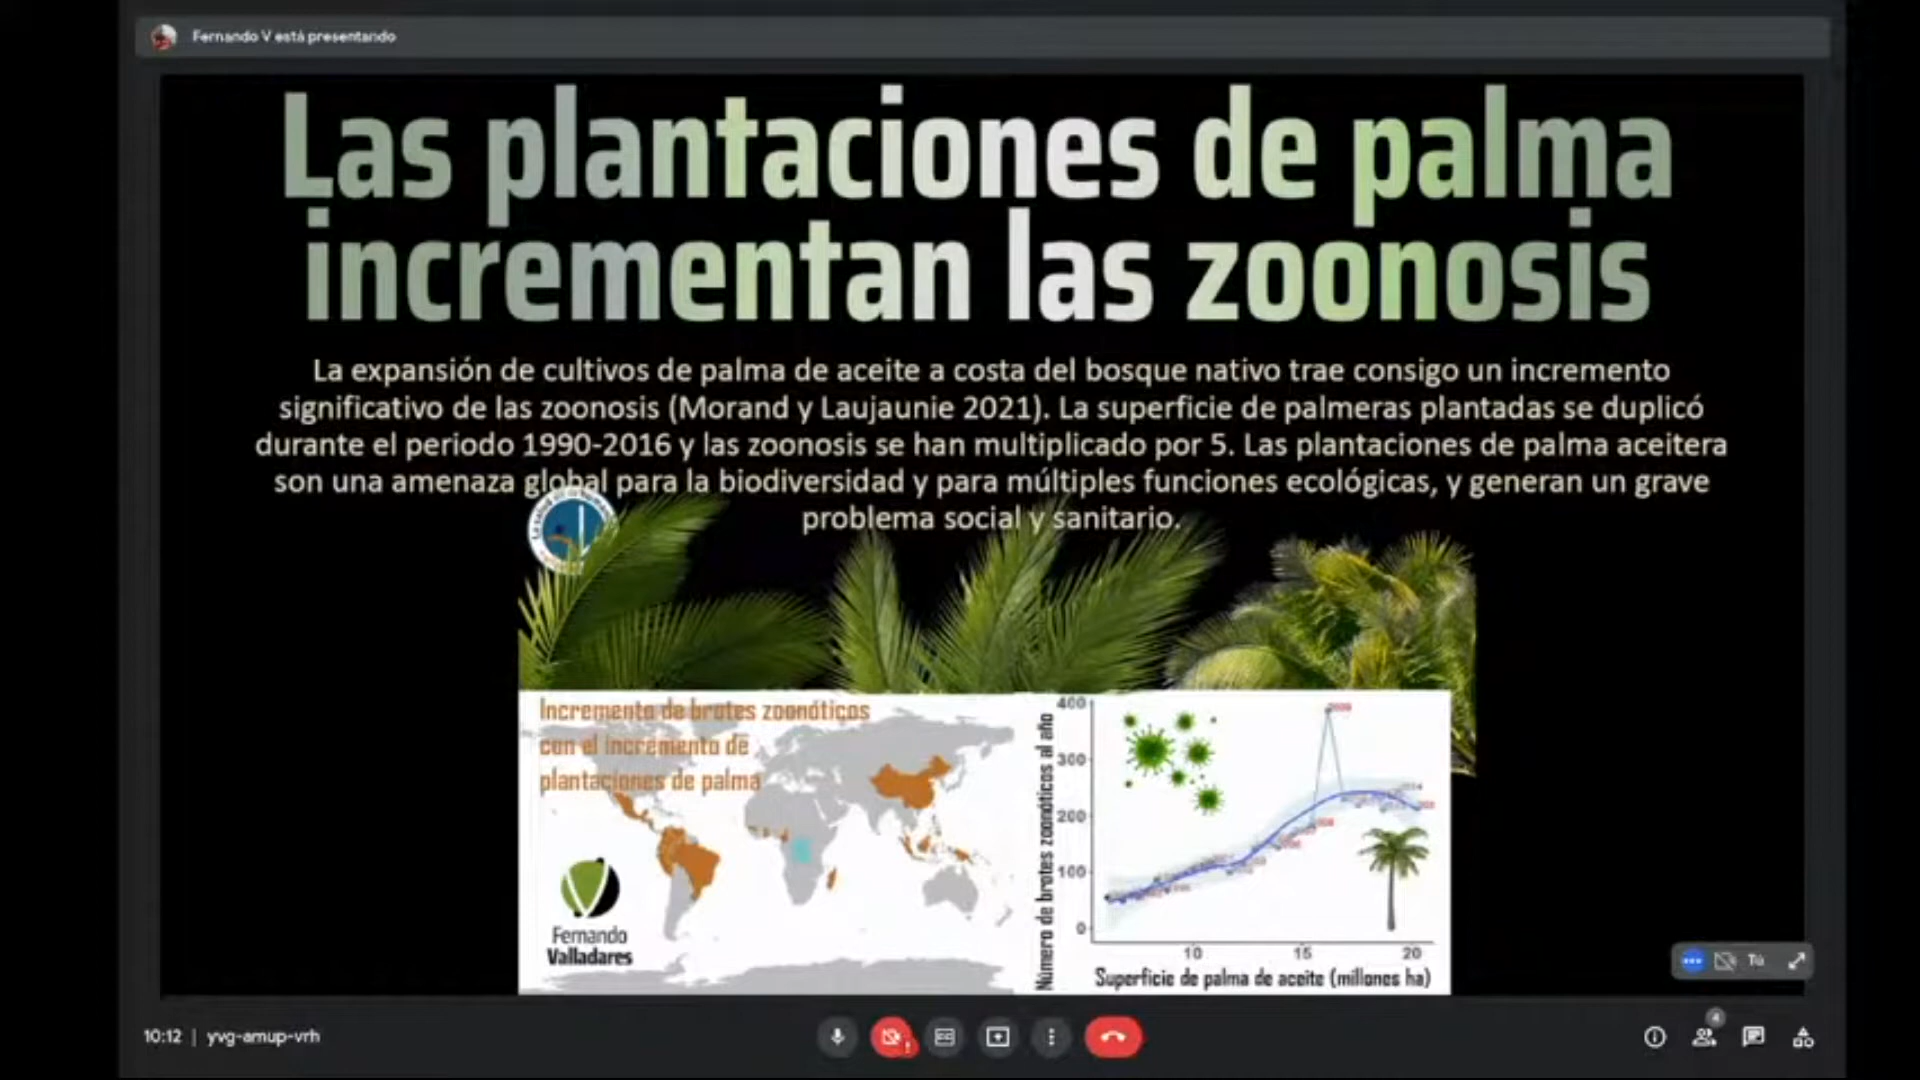 Fernando V está presentando
Las plantaciones de palma
incrementan las zoonosis
La expansión de cultivos de palma de aceite a costa del bosque nativo trae consigo un incremento
significativo de las zoonosis (Morand y Laujaunie 2021). La superficie de palmeras plantadas se duplicó
durante el periodo 1990-2016 y las zoonosis se han multiplicado por 5. Las plantaciones de palma aceitera
son una amenaza global para la biodiversidad y para múltiples funciones ecológicas, y generan un grave
problema social y sanitario.
Incremento de brotes zoonóticos
con el incremento de
plantaciones de palma
Fernando
Valladares
Número de brotes zoonóticos al año
400
300
200
100
0
10 15 20
Superficie de palma de aceite (millones ha)
Tú
10:12 | yvg-amup-vrh
4